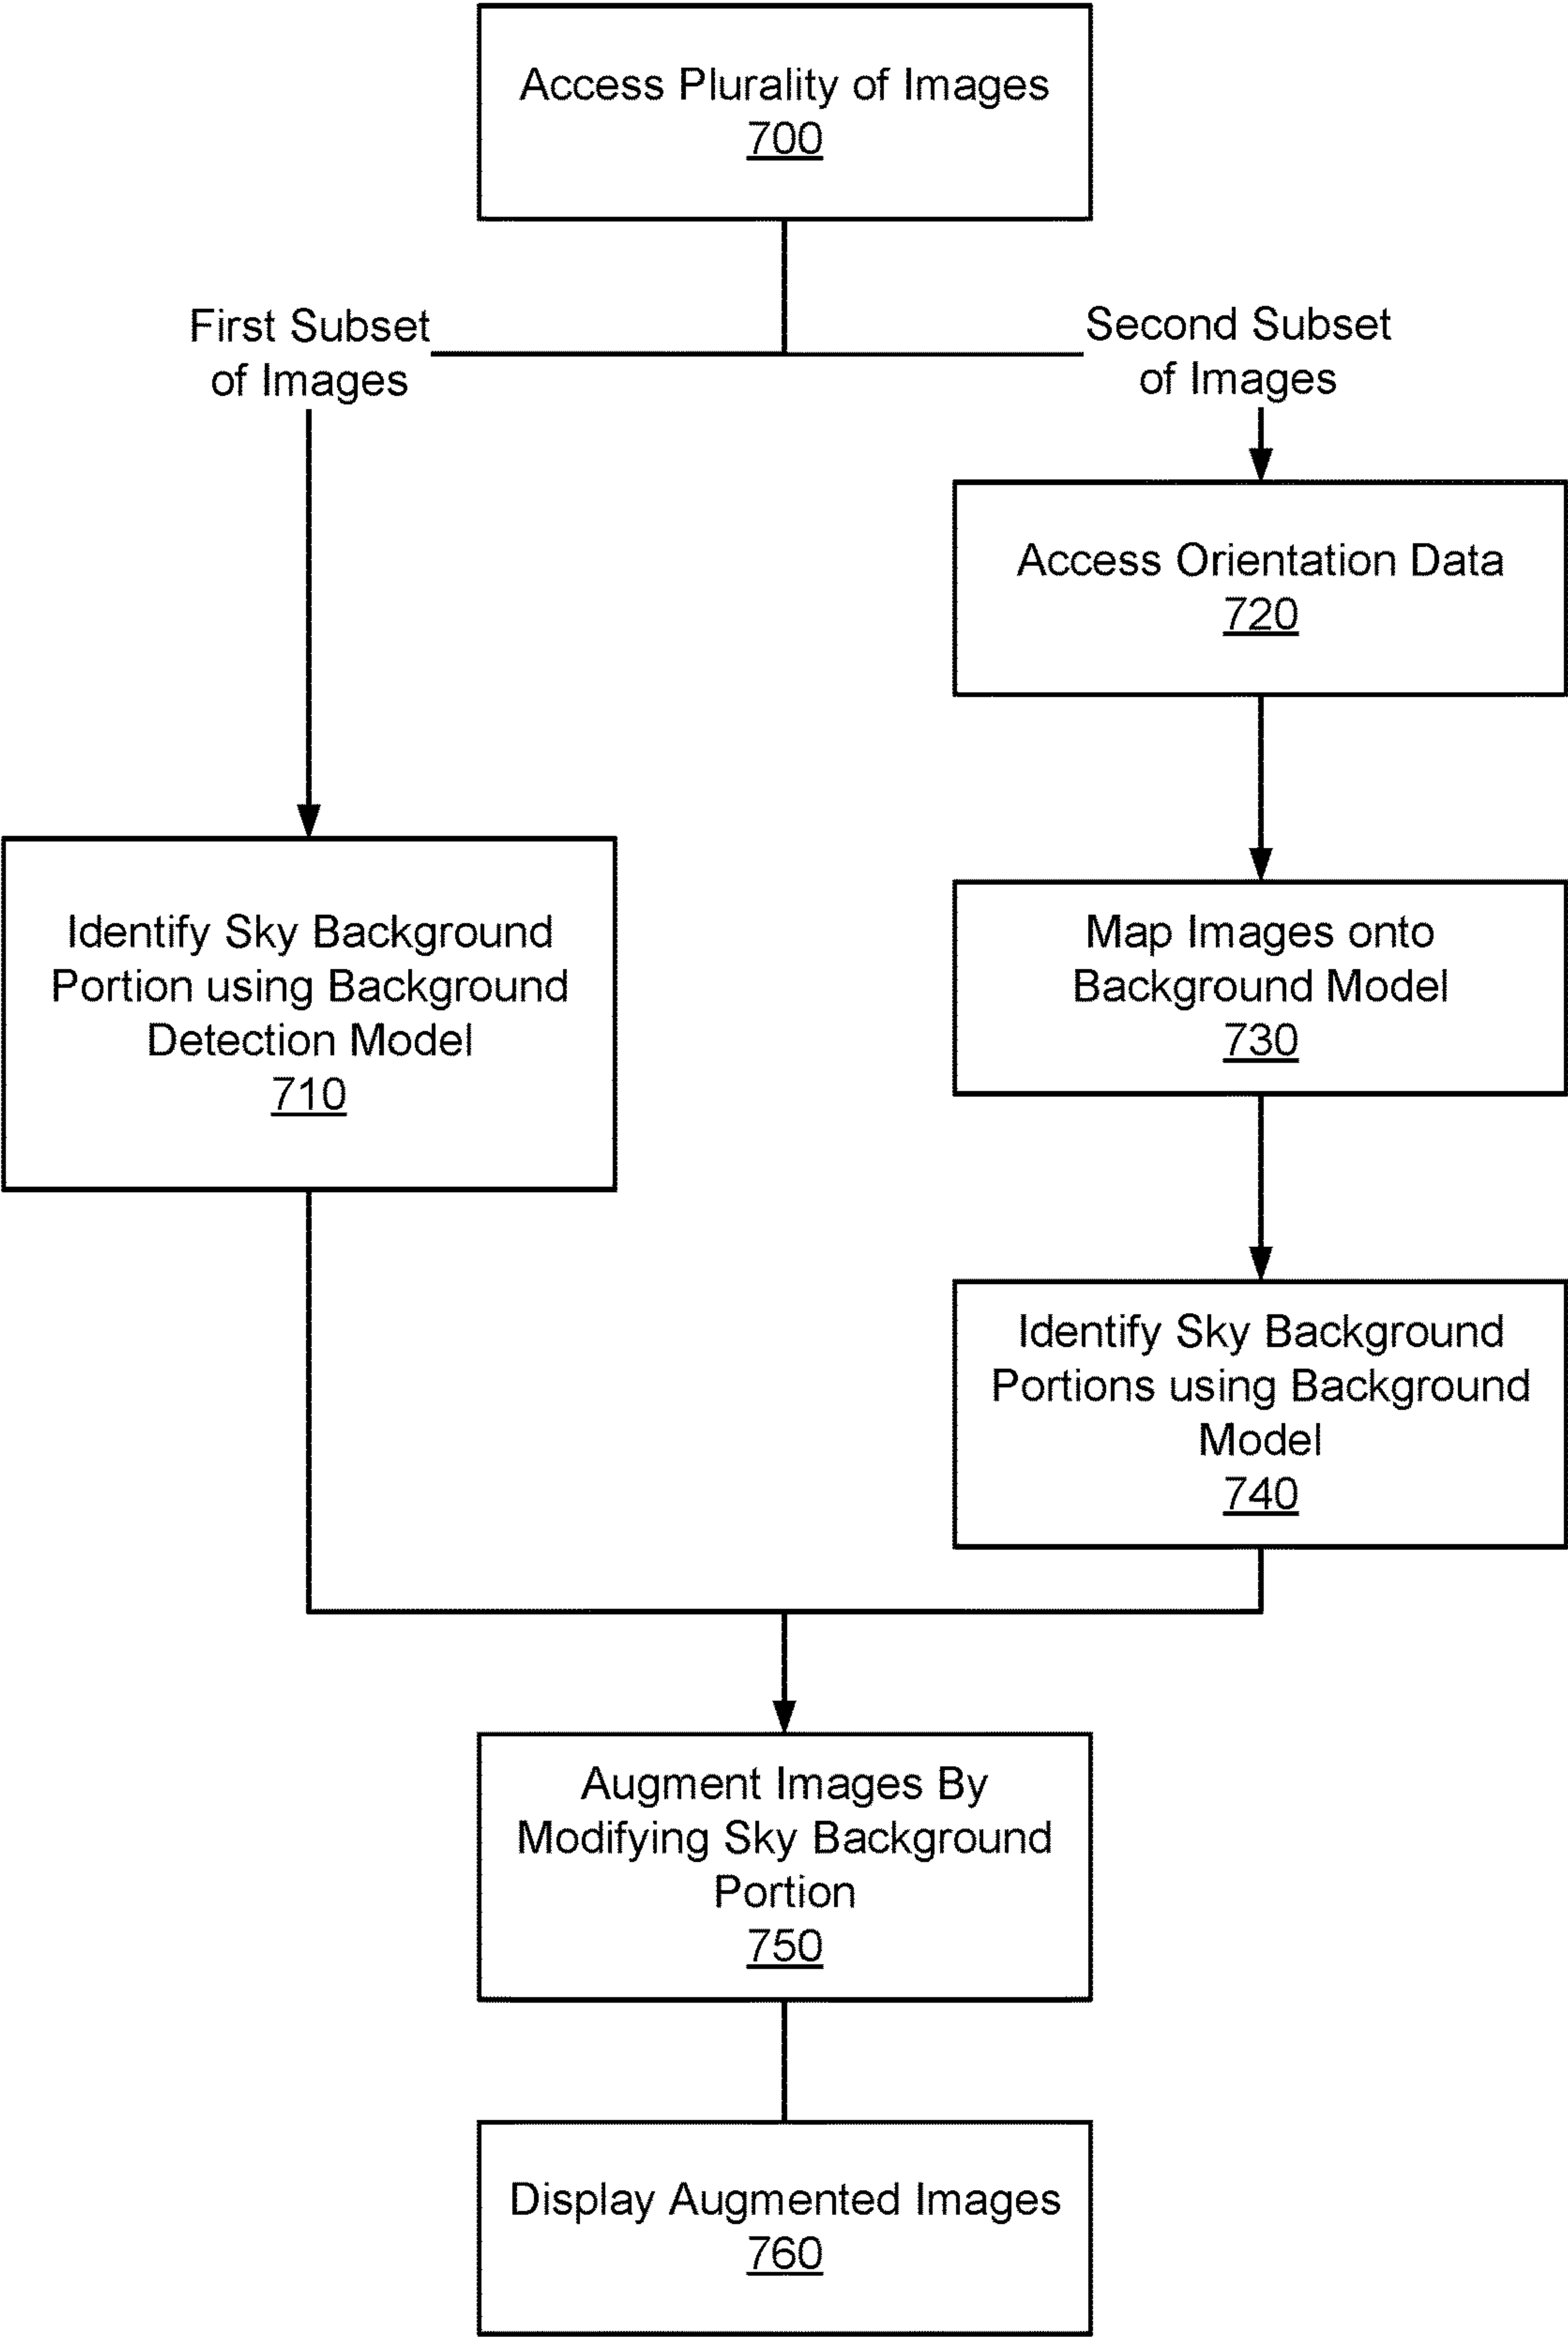 Access Plurality of Images
700
First Subset
of Images
Second Subset
of Images
Access Orientation Data
720
Identify Sky Background
Portion using Background
Detection Model
710
Map Images onto
Background Model
730
Identify Sky Background
Portions using Background
Model
740
Augment Images By
Modifying Sky Background
Portion
750
Display Augmented Images
760